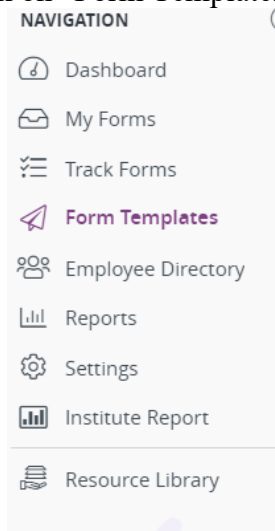 NAVIGATION
Dashboard
My Forms
Track Forms
Form Templates
Employee Directory
Reports
Settings
Institute Report
Resource Library